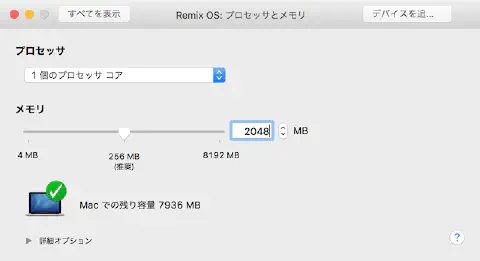 すべてを表示
Remix OS: プロセッサとメモリ
デバイスを追...
プロセッサ
1 個のプロセッサ コア
メモリ
2048 MB
4 MB
256 MB
8192 MB
(推奨)
Mac での残り容量 7936 MB
詳細オプション
?